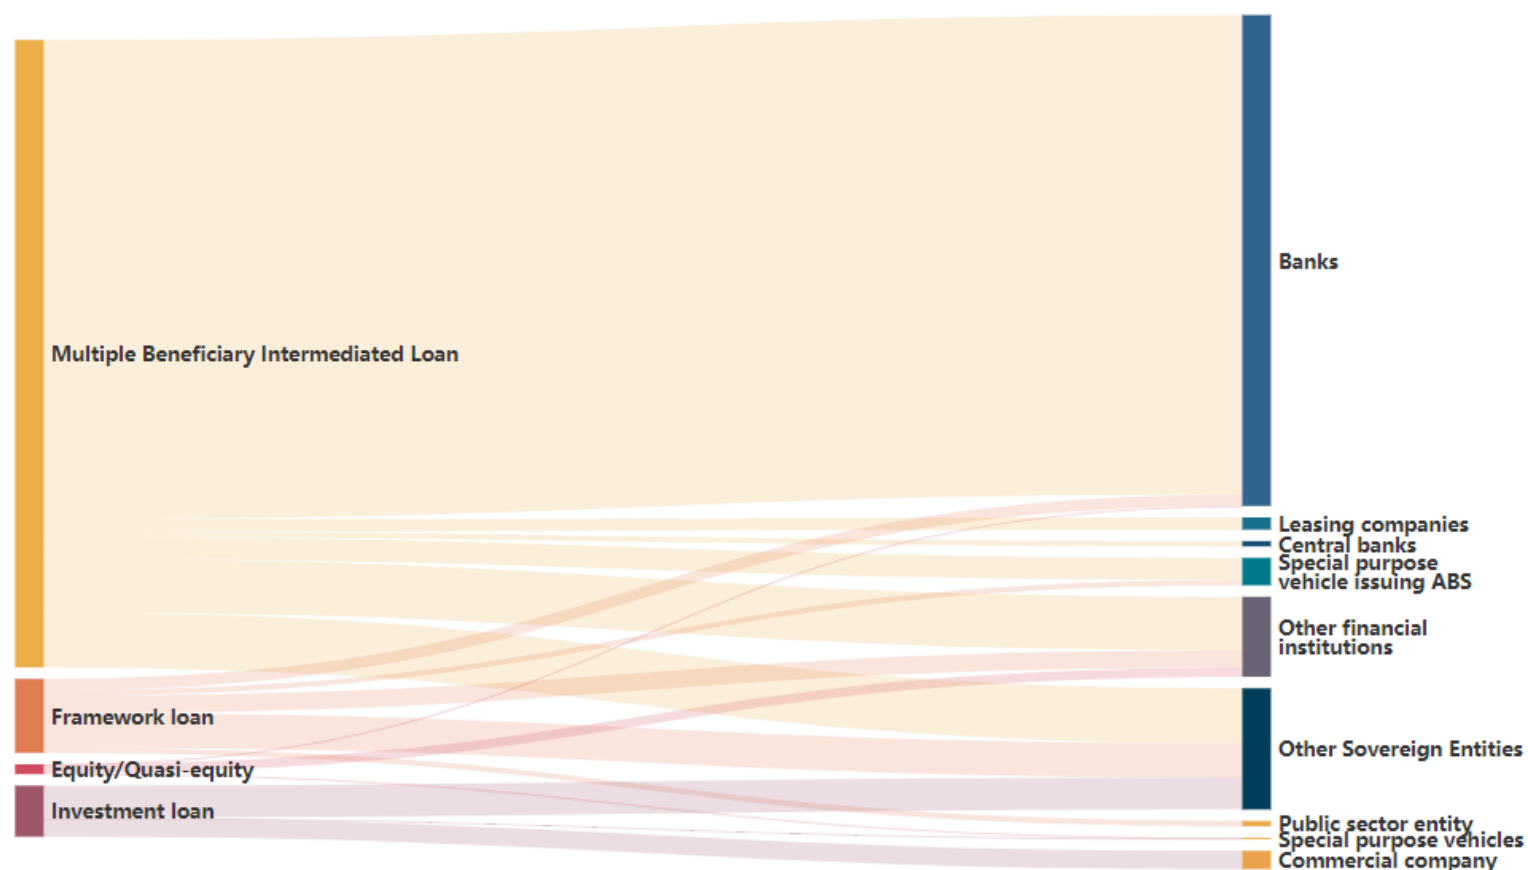 Banks
Multiple Beneficiary Intermediated Loan
Leasing companies
Central banks
Special purpose
vehicle issuing ABS
Other financial
institutions
Framework loan
Other Sovereign Entities
Equity/Quasi-equity
Investment loan
Public sector entity
Special purpose vehicles
Commercial company